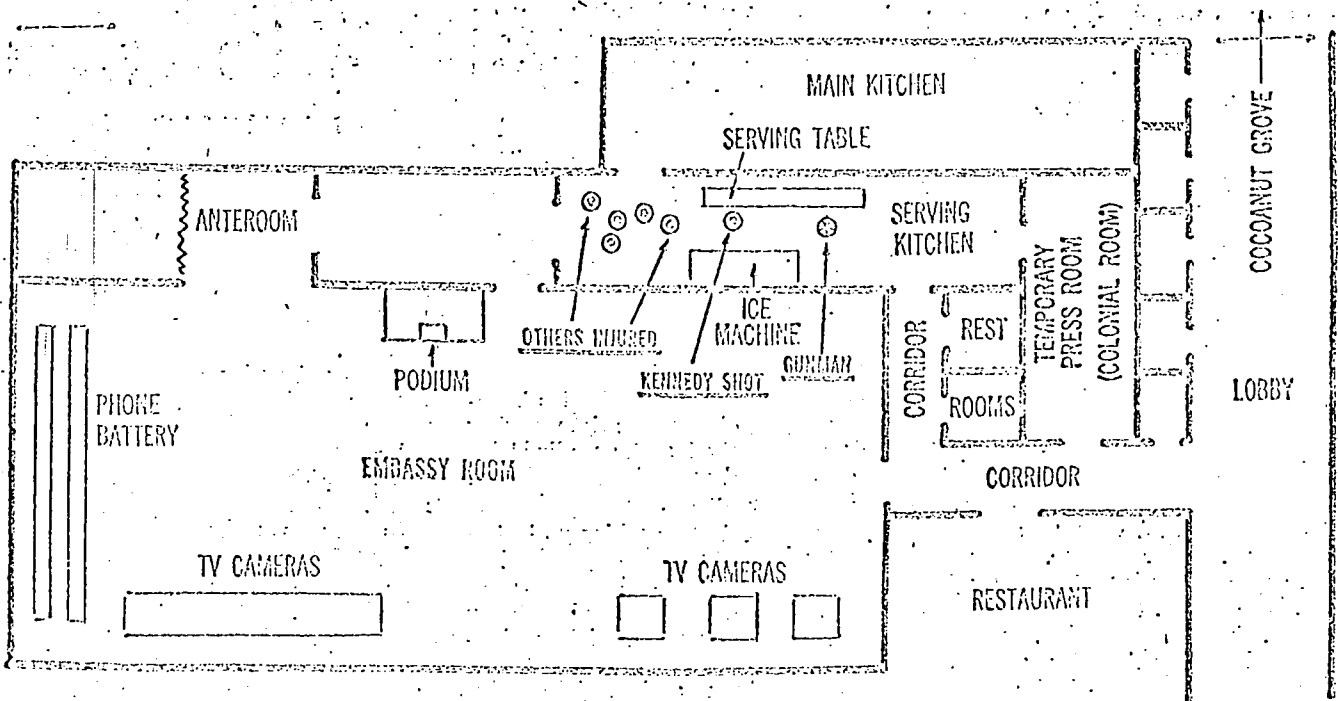 MAIN KITCHEN
SERVING TABLE
COCOANUT GROVE
ANTEROOM
SERVING
KITCHEN
TEMPORARY
PRESS ROOM
(COLONIAL ROOM)
ICE
MACHINE
OTHERS INJURED
KENNEDY SHOT
GUNMAN
PODIUM
CORRIDOR
REST
ROOMS
LOBBY
PHONE
BATTERY
EMBASSY ROOM
CORRIDOR
TV CAMERAS
TV CAMERAS
RESTAURANT